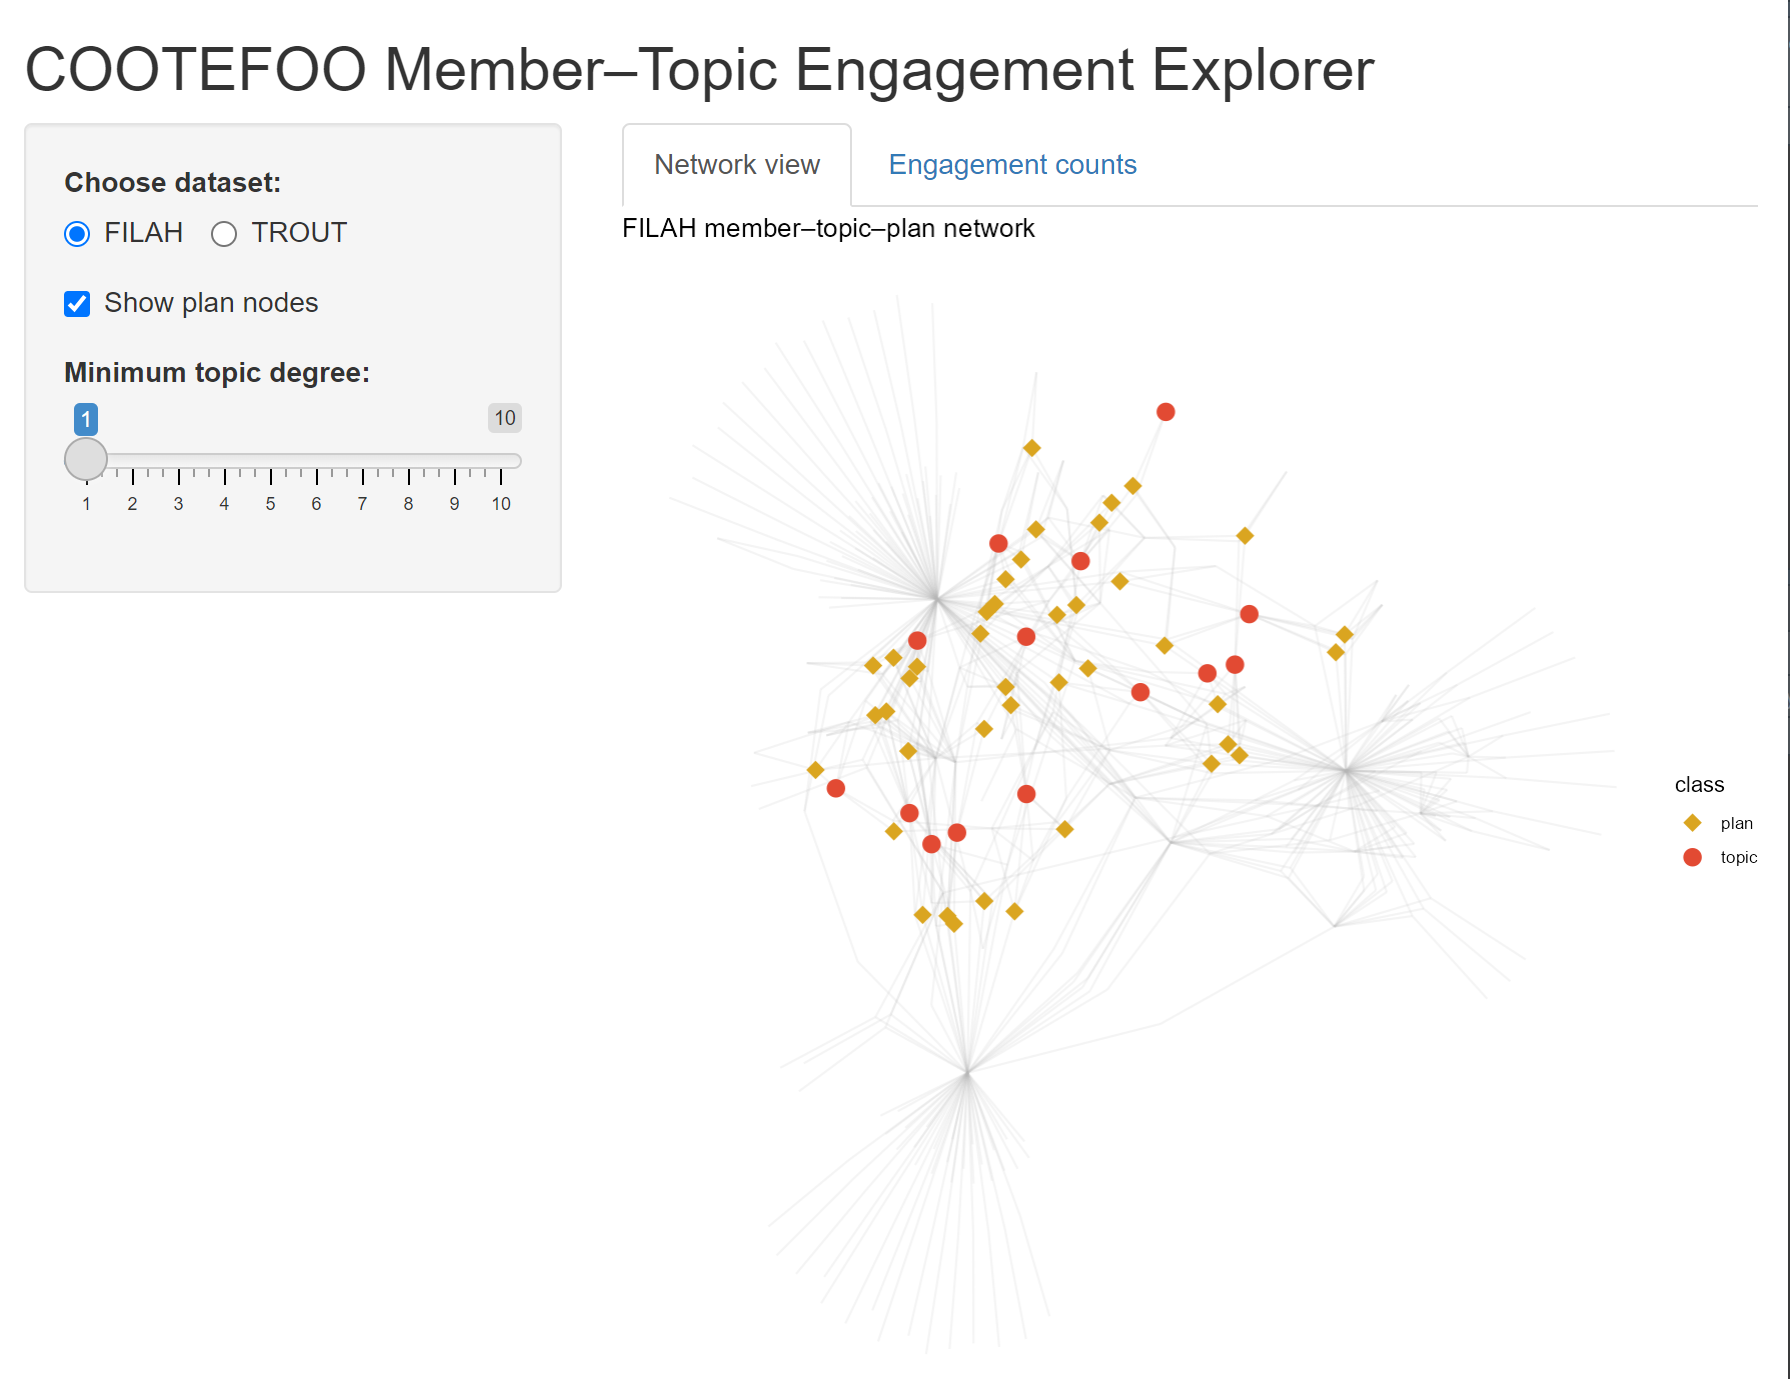 COOTEFOO Member–Topic Engagement Explorer
Choose dataset:
FILAH TROUT
Show plan nodes
Minimum topic degree:
1 10
1 2 3 4 5 6 7 8 9 10
Network view Engagement counts
FILAH member–topic–plan network
class
plan
topic